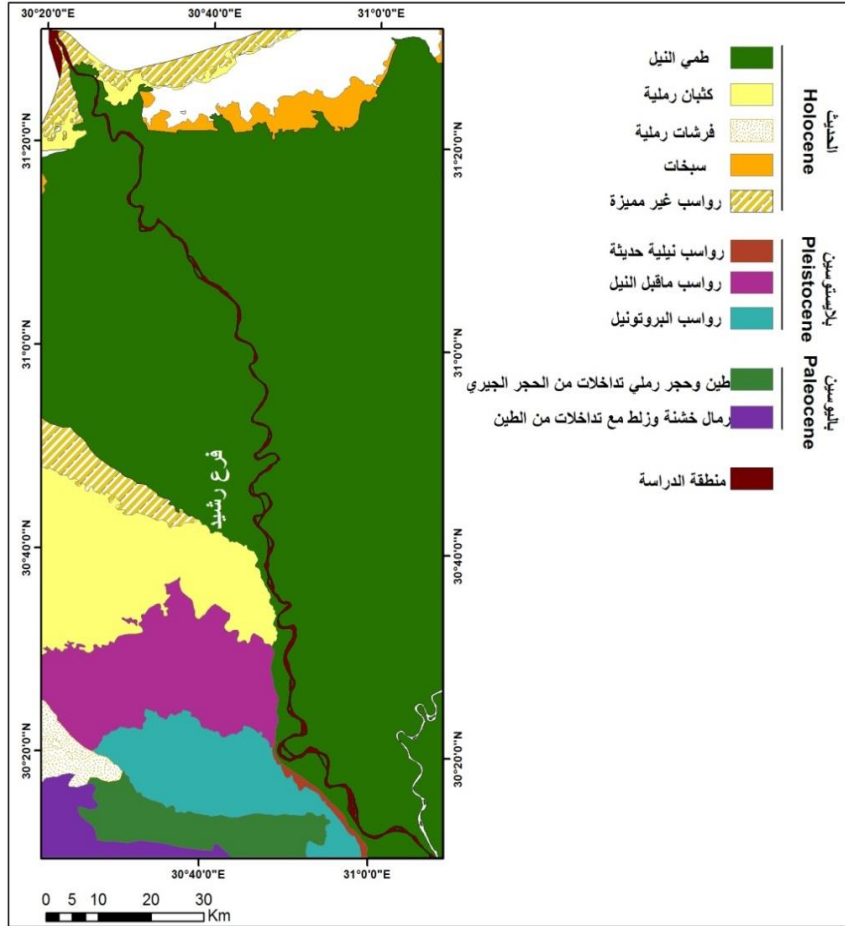 30°20'0"E 30°40'0"E 31°0'0"E
31°20'0"N
31°0'0"N
30°40'0"N
30°20'0"N
31°20'0"N
31°0'0"N
30°40'0"N
30°20'0"N
فرع رشيد
30°40'0"E 31°0'0"E
0 5 10 20 30
Km
الحديث
Holocene
طمي النيل
كثبان رملية
فرشات رملية
سبخات
رواسب غير مميزة
بلايستوسين
Pleistocene
رواسب نيلية حديثة
رواسب ماقبل النيل
رواسب البروتونيل
باليوسين
Paleocene
طين وحجر رملي تداخلات من الحجر الجيري
رمال خشنة وزلط مع تداخلات من الطين
منطقة الدراسة